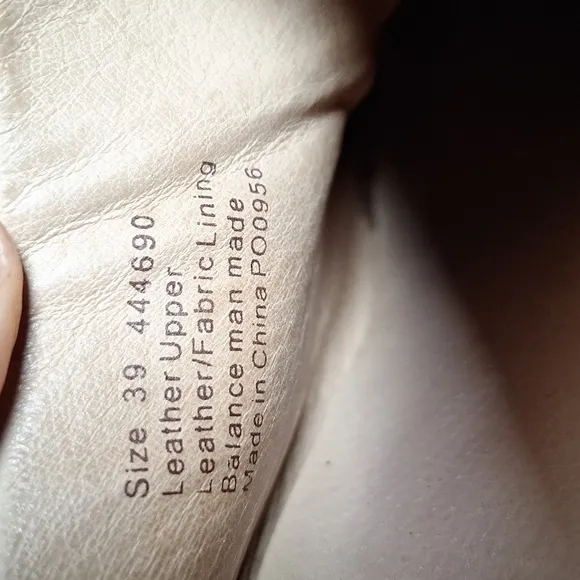 Size 39 444690
Leather Upper
Leather/Fabric Lining
Balance man made
Made in China PO0956